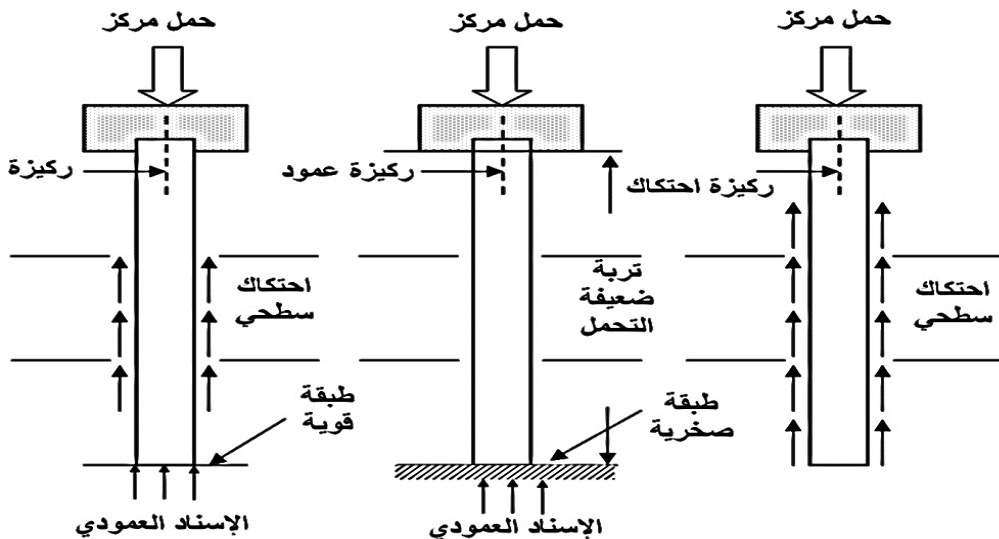 حمل مركز
حمل مركز
حمل مركز
ركيزة احتكاك
ركيزة عمود
ركيزة
احتكاك
سطحي
تربة
ضعيفة
التحمل
احتكاك
سطحي
طبقة
صخرية
طبقة
قوية
الإسناد العمودي
الإسناد العمودي